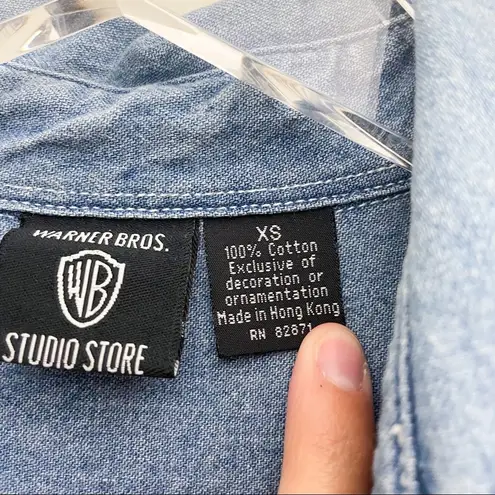 WARNER BROS.
WB
STUDIO STORE
XS
100% Cotton
Exclusive of
decoration or
ornamentation
Made in Hong Kong
RN 82871